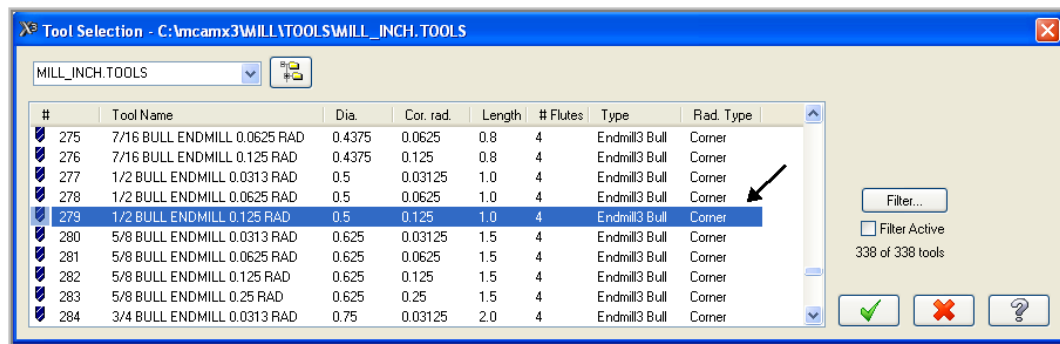 X³ Tool Selection - C:\mcamx3\MILL\TOOLS\MILL_INCH.TOOLS
MILL_INCH.TOOLS
# Tool Name Dia. Cor. rad. Length # Flutes Type Rad. Type
275 7/16 BULL ENDMILL 0.0625 RAD 0.4375 0.0625 0.8 4 Endmill3 Bull Corner
276 7/16 BULL ENDMILL 0.125 RAD 0.4375 0.125 0.8 4 Endmill3 Bull Corner
277 1/2 BULL ENDMILL 0.0313 RAD 0.5 0.03125 1.0 4 Endmill3 Bull Corner
278 1/2 BULL ENDMILL 0.0625 RAD 0.5 0.0625 1.0 4 Endmill3 Bull Corner
279 1/2 BULL ENDMILL 0.125 RAD 0.5 0.125 1.0 4 Endmill3 Bull Corner
280 5/8 BULL ENDMILL 0.0313 RAD 0.625 0.03125 1.5 4 Endmill3 Bull Corner
281 5/8 BULL ENDMILL 0.0625 RAD 0.625 0.0625 1.5 4 Endmill3 Bull Corner
282 5/8 BULL ENDMILL 0.125 RAD 0.625 0.125 1.5 4 Endmill3 Bull Corner
283 5/8 BULL ENDMILL 0.25 RAD 0.625 0.25 1.5 4 Endmill3 Bull Corner
284 3/4 BULL ENDMILL 0.0313 RAD 0.75 0.03125 2.0 4 Endmill3 Bull Corner
Filter...
Filter Active
338 of 338 tools